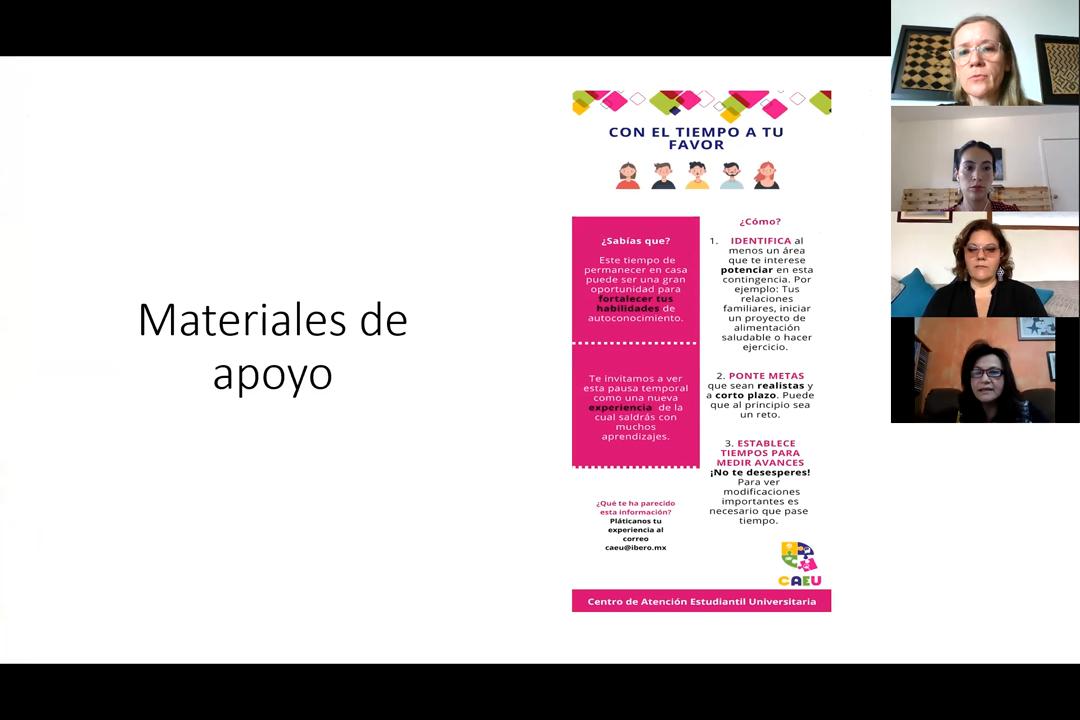 Materiales de
apoyo
CON EL TIEMPO A TU
FAVOR
¿Sabías que?
Este tiempo de
permanecer en casa
puede ser una gran
oportunidad para
fortalecer tus
habilidades de
autoconocimiento.
Te invitamos a ver
esta pausa temporal
como una nueva
experiencia de la
cual saldrás con
muchos
aprendizajes.
¿Qué te ha parecido
esta información?
Pláticanos tu
experiencia al
correo
caeu@ibero.mx
¿Cómo?
1. IDENTIFICA al
menos un área
que te interese
potenciar en esta
contingencia. Por
ejemplo: Tus
relaciones
familiares, iniciar
un proyecto de
alimentación
saludable o hacer
ejercicio.
2. PONTE METAS
que sean realistas y
a corto plazo. Puede
que al principio sea
un reto.
3. ESTABLECE
TIEMPOS PARA
MEDIR AVANCES
¡No te desesperes!
Para ver
modificaciones
importantes es
necesario que pase
tiempo.
CAEU
Centro de Atención Estudiantil Universitaria